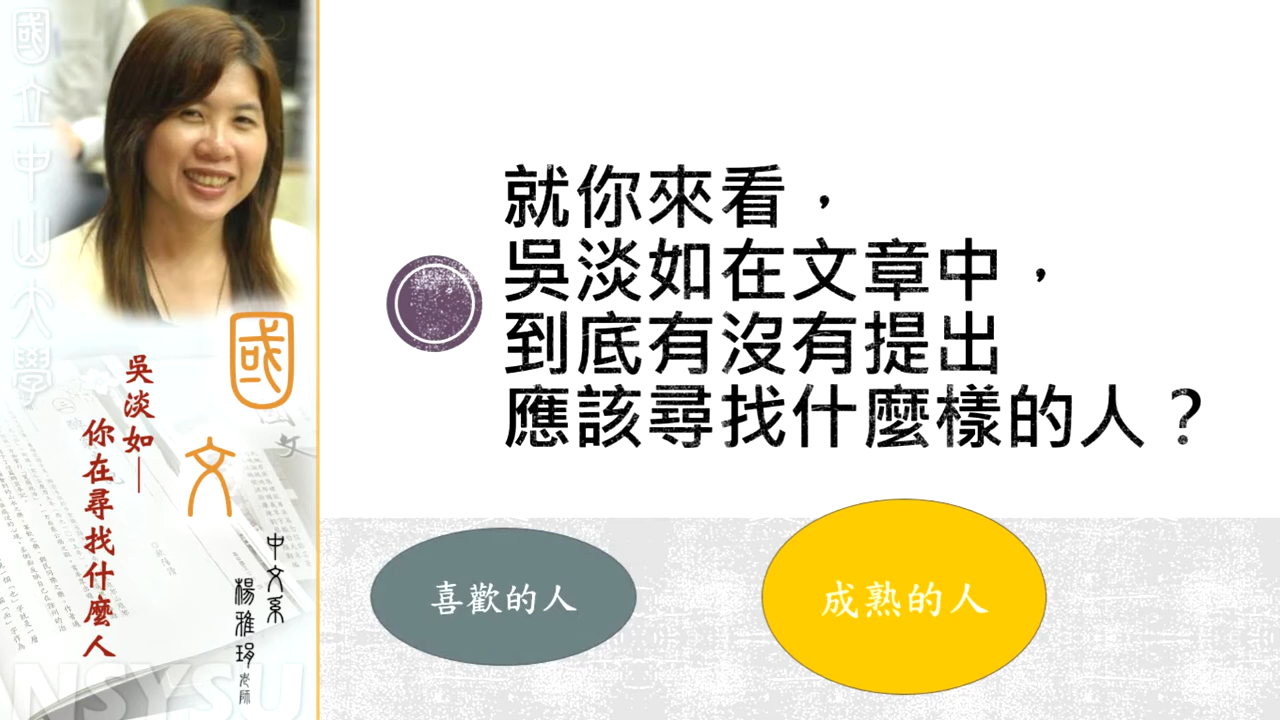 國立中山大學
國文
吳淡如—
你在尋找什麼人
中文系
楊雅琄老師
NSYSU
就你來看，
吳淡如在文章中，
到底有沒有提出
應該尋找什麼樣的人？
喜歡的人
成熟的人